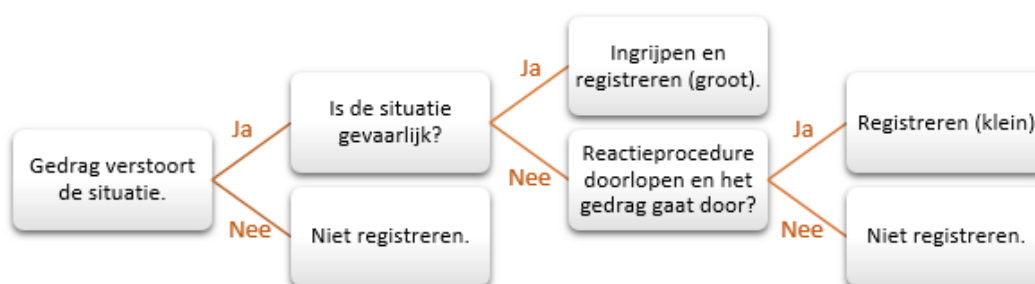 Gedrag verstoort
de situatie.
Ja
Nee
Is de situatie
gevaarlijk?
Niet registreren.
Ja
Nee
Ingrijpen en
registreren (groot).
Reactieprocedure
doorlopen en het
gedrag gaat door?
Ja
Nee
Registreren (klein)
Niet registreren.